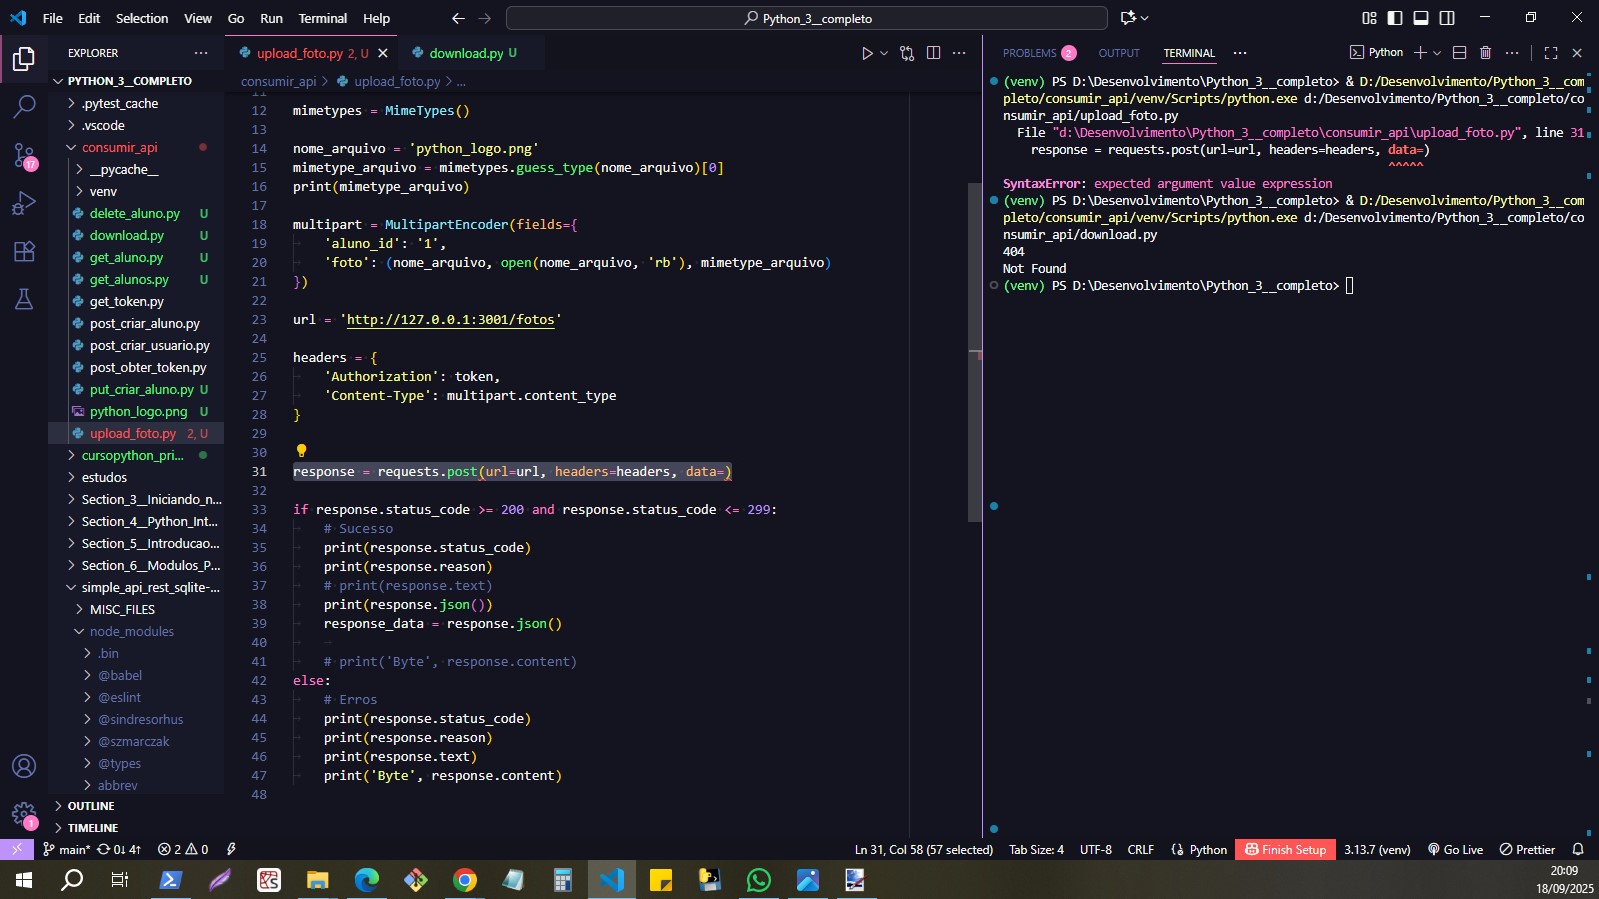 File Edit Selection View Go Run Terminal Help
Python_3__completo
EXPLORER
PYTHON_3__COMPLETO
.pytest_cache
.vscode
consumir_api
__pycache__
venv
delete_aluno.py U
download.py U
get_aluno.py U
get_alunos.py U
get_token.py
post_criar_aluno.py
post_criar_usuario.py
post_obter_token.py
put_criar_aluno.py U
python_logo.png U
upload_foto.py 2, U
cursopython_pri...
estudos
Section_3__Iniciando_n...
Section_4__Python_Int...
Section_5__Introducao...
Section_6__Modulos_P...
simple_api_rest_sqlite-...
MISC_FILES
node_modules
.bin
@babel
@eslint
@sindresorhus
@szmarczak
@types
abbrev
OUTLINE
TIMELINE
17
1
upload_foto.py 2, U
download.py U
consumir_api > upload_foto.py > ...
11
12 mimetypes = MimeTypes()
13
14 nome_arquivo = 'python_logo.png'
15 mimetype_arquivo = mimetypes.guess_type(nome_arquivo)[0]
16 print(mimetype_arquivo)
17
18 multipart = MultipartEncoder(fields={
19 'aluno_id': '1',
20 'foto': (nome_arquivo, open(nome_arquivo, 'rb'), mimetype_arquivo)
21 })
22
23 url = 'http://127.0.0.1:3001/fotos'
24
25 headers = {
26 'Authorization': token,
27 'Content-Type': multipart.content_type
28 }
29
30
31 response = requests.post(url=url, headers=headers, data=)
32
33 if response.status_code >= 200 and response.status_code <= 299:
34 # Sucesso
35 print(response.status_code)
36 print(response.reason)
37 # print(response.text)
38 print(response.json())
39 response_data = response.json()
40
41 # print('Byte', response.content)
42 else:
43 # Erros
44 print(response.status_code)
45 print(response.reason)
46 print(response.text)
47 print('Byte', response.content)
48
PROBLEMS 2 OUTPUT TERMINAL
Python
(venv) PS D:\Desenvolvimento\Python_3__completo> & D:/Desenvolvimento/Python_3__com
pleto/consumir_api/venv/Scripts/python.exe d:/Desenvolvimento/Python_3__completo/co
nsumir_api/upload_foto.py
File "d:\Desenvolvimento\Python_3__completo\consumir_api\upload_foto.py", line 31
response = requests.post(url=url, headers=headers, data=)
^^^^^
SyntaxError: expected argument value expression
(venv) PS D:\Desenvolvimento\Python_3__completo> & D:/Desenvolvimento/Python_3__com
pleto/consumir_api/venv/Scripts/python.exe d:/Desenvolvimento/Python_3__completo/co
nsumir_api/download.py
404
Not Found
(venv) PS D:\Desenvolvimento\Python_3__completo>
main* 0↓ 4↑ 2 0
Ln 31, Col 58 (57 selected) Tab Size: 4 UTF-8 CRLF Python Finish Setup 3.13.7 (venv) Go Live Prettier
20:09
18/09/2025